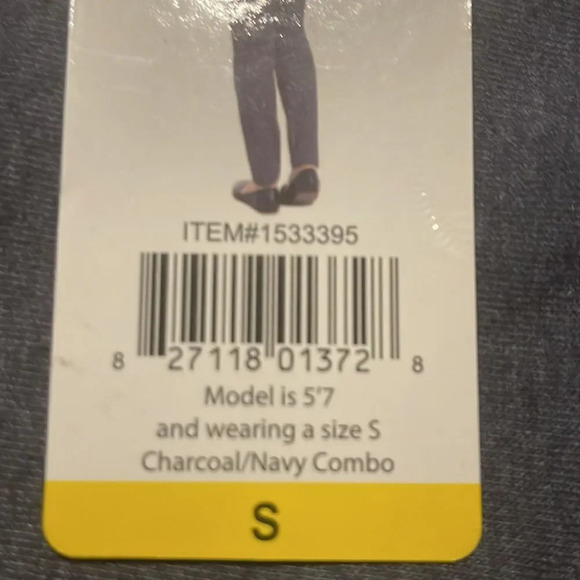 ITEM#1533395
8 27118 01372 8
Model is 5'7
and wearing a size S
Charcoal/Navy Combo
S